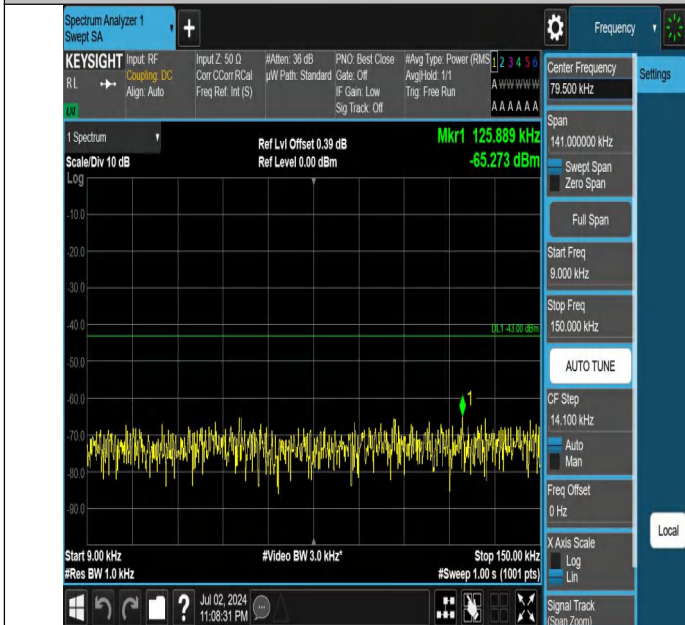 Spectrum Analyzer 1
Swept SA
+
Frequency
KEYSIGHT
RL
Input: RF
Coupling: DC
Align: Auto
Input Z: 50 Ω
Corr CCorr RCal
Freq Ref: Int (S)
#Atten: 36 dB
µW Path: Standard
PNO: Best Close
Gate: Off
IF Gain: Low
Sig Track: Off
#Avg Type: Power (RMS
Avg|Hold: 1/1
Trig: Free Run
1 2 3 4 5 6
A W W W W W
A A A A A A
1 Spectrum
Scale/Div 10 dB
Ref Lvl Offset 0.39 dB
Ref Level 0.00 dBm
Mkr1 125.889 kHz
-65.273 dBm
Log
-10.0
-20.0
-30.0
-40.0
-50.0
-60.0
-70.0
-80.0
-90.0
DL1 -43.00 dBm
1
Start 9.00 kHz
#Res BW 1.0 kHz
#Video BW 3.0 kHz*
Stop 150.00 kHz
#Sweep 1.00 s (1001 pts)
Jul 02, 2024
11:08:31 PM
?
Center Frequency
79.500 kHz
Settings
Span
141.000000 kHz
Swept Span
Zero Span
Full Span
Start Freq
9.000 kHz
Stop Freq
150.000 kHz
AUTO TUNE
CF Step
14.100 kHz
Auto
Man
Freq Offset
0 Hz
X Axis Scale
Log
Lin
Local
Signal Track
(Span Zoom)